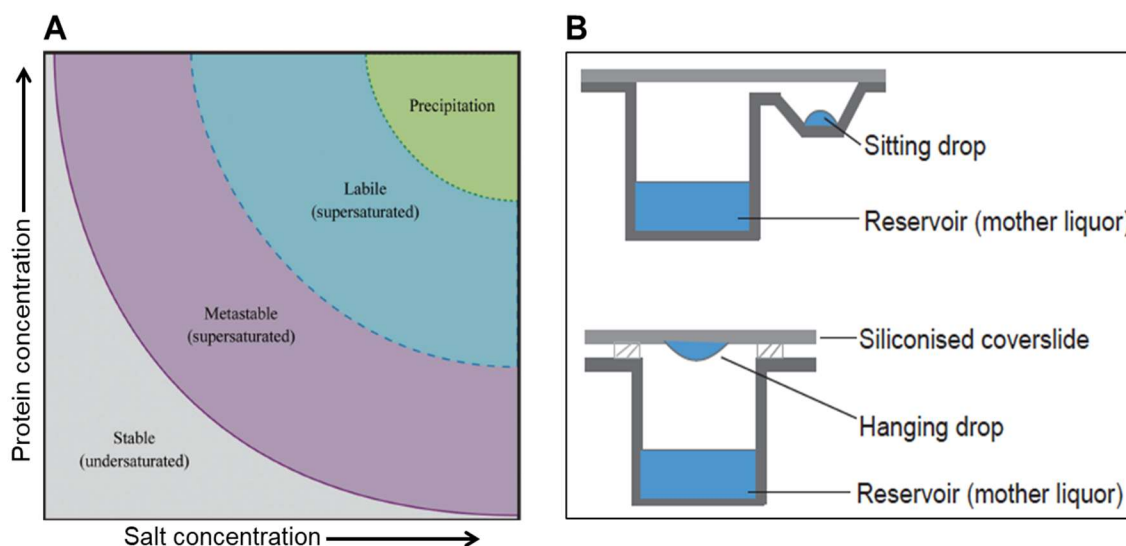 A
Protein concentration
Precipitation
Labile
(supersaturated)
Metastable
(supersaturated)
Stable
(undersaturated)
Salt concentration
B
Sitting drop
Reservoir (mother liquor)
Siliconised coverslide
Hanging drop
Reservoir (mother liquor)